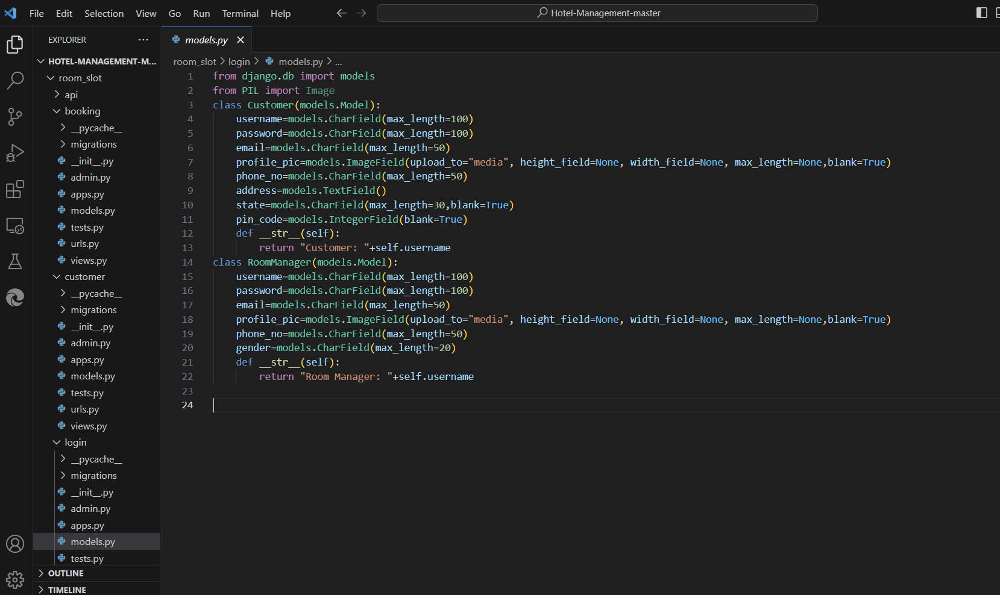 File Edit Selection View Go Run Terminal Help
Hotel-Management-master
EXPLORER
HOTEL-MANAGEMENT-M...
room_slot
api
booking
__pycache__
migrations
__init__.py
admin.py
apps.py
models.py
tests.py
urls.py
views.py
customer
__pycache__
migrations
__init__.py
admin.py
apps.py
models.py
tests.py
urls.py
views.py
login
__pycache__
migrations
__init__.py
admin.py
apps.py
models.py
tests.py
OUTLINE
TIMELINE
models.py
room_slot > login > models.py > ...
1 from django.db import models
2 from PIL import Image
3 class Customer(models.Model):
4     username=models.CharField(max_length=100)
5     password=models.CharField(max_length=100)
6     email=models.CharField(max_length=50)
7     profile_pic=models.ImageField(upload_to="media", height_field=None, width_field=None, max_length=None,blank=True)
8     phone_no=models.CharField(max_length=50)
9     address=models.TextField()
10     state=models.CharField(max_length=30,blank=True)
11     pin_code=models.IntegerField(blank=True)
12     def __str__(self):
13         return "Customer: "+self.username
14 class RoomManager(models.Model):
15     username=models.CharField(max_length=100)
16     password=models.CharField(max_length=100)
17     email=models.CharField(max_length=50)
18     profile_pic=models.ImageField(upload_to="media", height_field=None, width_field=None, max_length=None,blank=True)
19     phone_no=models.CharField(max_length=50)
20     gender=models.CharField(max_length=20)
21     def __str__(self):
22         return "Room Manager: "+self.username
23
24